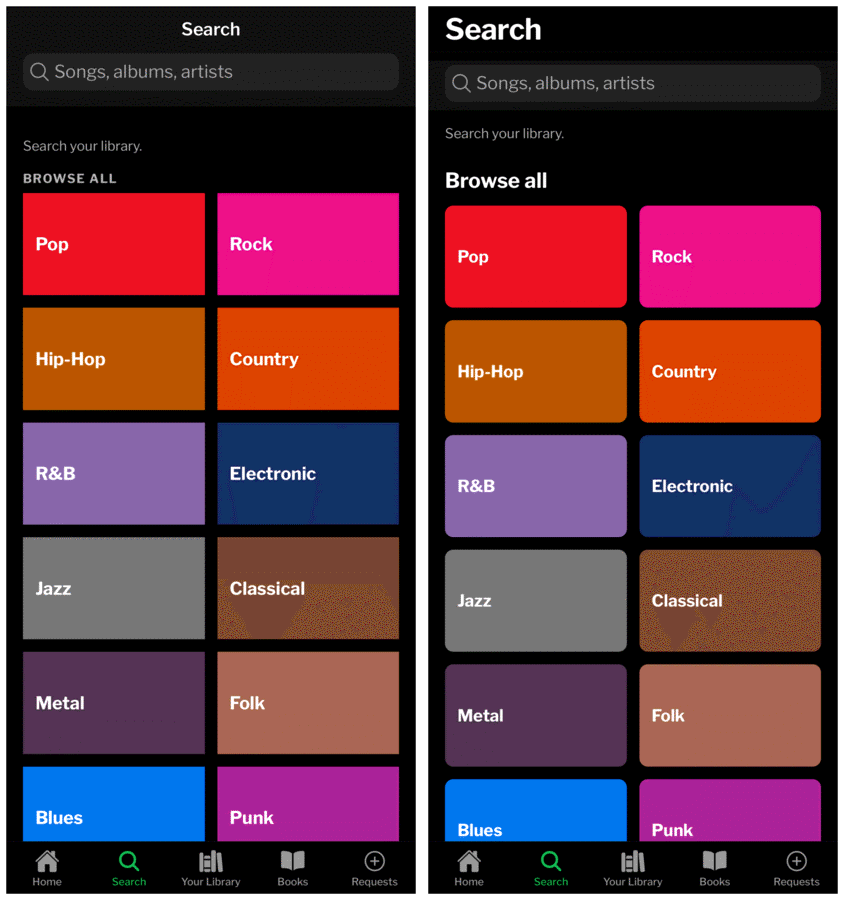 Search
Songs, albums, artists
Search your library.
BROWSE ALL
Pop
Rock
Hip-Hop
Country
R&B
Electronic
Jazz
Classical
Metal
Folk
Blues
Punk
Home
Search
Your Library
Books
Requests
Search
Songs, albums, artists
Search your library.
Browse all
Pop
Rock
Hip-Hop
Country
R&B
Electronic
Jazz
Classical
Metal
Folk
Blues
Punk
Home
Search
Your Library
Books
Requests